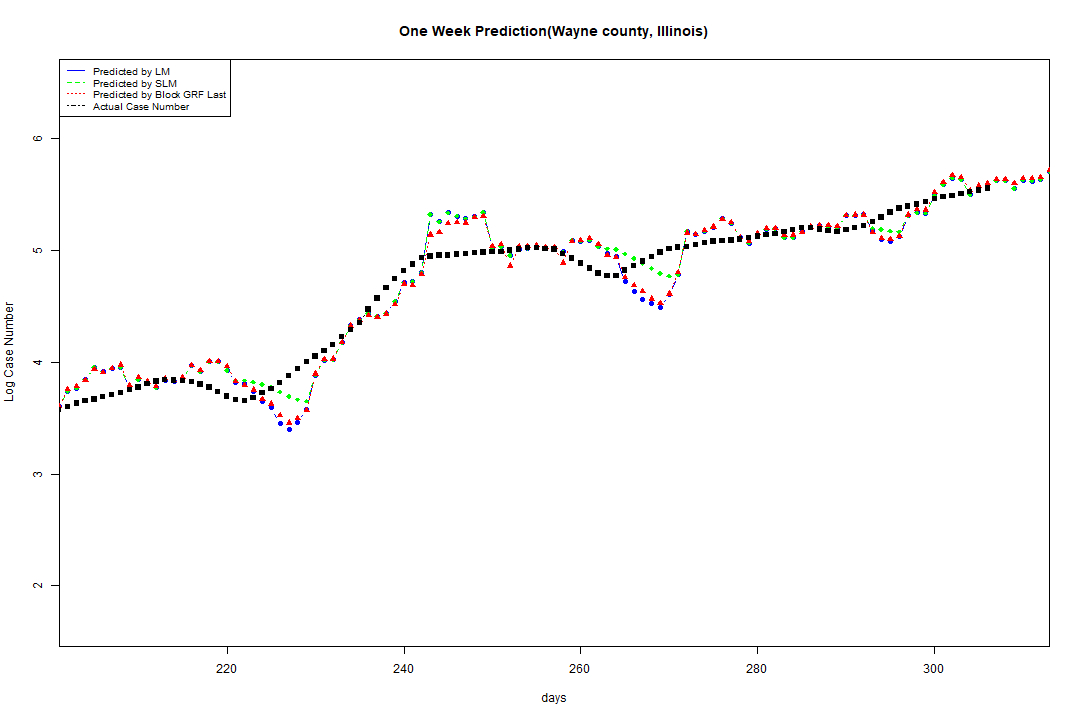 One Week Prediction(Wayne county, Illinois)
Predicted by LM
Predicted by SLM
Predicted by Block GRF Last
Actual Case Number
6
5
4
3
2
Log Case Number
220 240 260 280 300
days